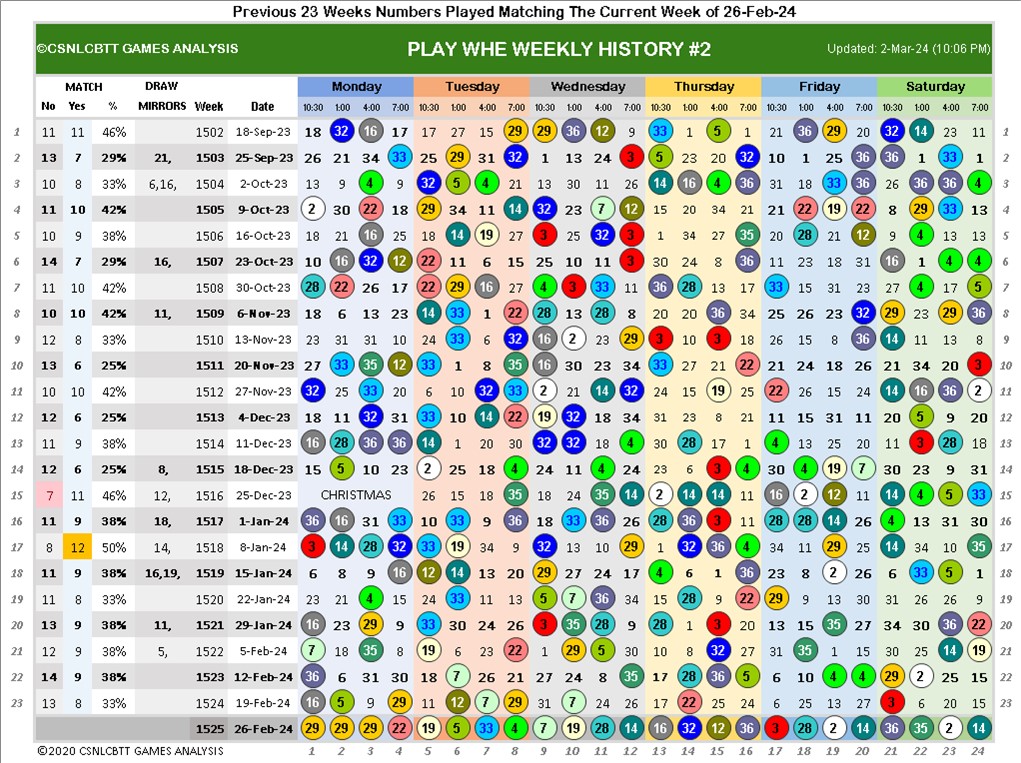 Previous 23 Weeks Numbers Played Matching The Current Week of 26-Feb-24
©CSNLCBTT GAMES ANALYSIS PLAY WHE WEEKLY HISTORY #2 Updated: 2-Mar-24 (10:06 PM)
MATCH DRAW Monday Tuesday Wednesday Thursday Friday Saturday
No Yes % MIRRORS Week Date 10:30 1:00 4:00 7:00 10:30 1:00 4:00 7:00 10:30 1:00 4:00 7:00 10:30 1:00 4:00 7:00 10:30 1:00 4:00 7:00 10:30 1:00 4:00 7:00
1 11 11 46% 1502 18-Sep-23 18 32 16 17 17 27 15 29 29 36 12 9 33 1 5 1 21 36 29 20 32 14 23 11 1
2 13 7 29% 21, 1503 25-Sep-23 26 21 34 33 25 29 31 32 1 13 24 3 5 23 20 32 10 1 25 36 36 1 33 1 2
3 10 8 33% 6,16, 1504 2-Oct-23 13 9 4 9 32 5 4 21 13 30 11 26 14 16 4 36 31 18 33 36 26 36 36 4 3
4 11 10 42% 1505 9-Oct-23 2 30 22 18 29 34 11 14 32 23 7 12 15 20 34 21 21 22 19 22 8 29 33 13 4
5 10 9 38% 1506 16-Oct-23 18 21 16 25 18 14 19 27 3 25 32 3 1 34 27 35 20 28 21 12 9 4 13 13 5
6 14 7 29% 16, 1507 23-Oct-23 10 16 32 12 22 11 6 15 25 10 11 3 30 24 8 36 11 23 18 31 16 1 4 4 6
7 11 10 42% 1508 30-Oct-23 28 22 26 17 22 29 16 27 4 3 33 11 36 28 13 17 33 15 31 23 27 4 17 5 7
8 10 10 42% 11, 1509 6-Nov-23 18 6 13 23 14 33 1 22 28 13 28 8 20 20 36 34 25 26 23 32 29 23 29 36 8
9 12 8 33% 1510 13-Nov-23 23 31 31 10 24 33 6 32 16 2 23 29 3 10 3 18 26 15 8 36 14 11 13 8 9
10 13 6 25% 1511 20-Nov-23 27 33 35 12 33 1 8 35 16 30 23 34 33 27 21 22 21 24 18 26 21 34 20 3 10
11 10 10 42% 1512 27-Nov-23 32 25 33 20 6 10 32 33 2 21 14 32 24 15 19 25 22 26 15 24 14 16 36 2 11
12 12 6 25% 1513 4-Dec-23 18 11 32 31 33 10 14 22 19 32 18 34 13 26 31 8 11 15 31 11 20 5 9 20 12
13 11 9 38% 1514 11-Dec-23 16 28 36 36 14 1 20 30 32 32 18 4 30 28 17 1 4 13 25 20 11 3 28 18 13
14 12 6 25% 8, 1515 18-Dec-23 15 5 10 23 2 25 18 4 24 11 4 24 23 6 3 4 30 4 19 7 30 23 9 31 14
15 7 11 46% 12, 1516 25-Dec-23 CHRISTMAS 26 15 18 35 18 24 35 14 2 14 14 11 16 2 12 11 14 4 5 33 15
16 11 9 38% 18, 1517 1-Jan-24 36 16 31 33 10 33 9 36 18 33 36 16 28 36 3 11 28 28 14 26 4 13 31 30 16
17 8 12 50% 14, 1518 8-Jan-24 3 14 28 32 33 19 34 9 32 13 10 29 1 32 36 4 34 11 29 25 14 34 10 35 17
18 11 9 38% 16,19, 1519 15-Jan-24 6 8 9 16 12 14 13 20 29 27 24 17 4 6 1 36 23 8 2 26 6 33 5 1 18
19 11 8 33% 1520 22-Jan-24 23 21 4 15 24 33 11 13 5 7 36 34 15 28 9 22 29 9 13 10 31 26 26 9 19
20 13 9 38% 11, 1521 29-Jan-24 16 23 29 9 33 30 24 26 3 35 28 9 28 1 3 20 13 15 35 27 34 30 36 22 20
21 12 9 38% 5, 1522 5-Feb-24 7 18 35 8 19 6 23 22 1 29 5 30 10 8 32 27 31 35 1 15 30 25 14 19 21
22 14 9 38% 1523 12-Feb-24 36 6 31 30 18 7 6 21 27 24 8 35 17 28 36 5 6 10 4 4 29 2 25 15 22
23 13 8 33% 1524 19-Feb-24 16 5 9 29 11 12 7 29 31 7 10 24 17 22 25 24 6 25 13 27 3 6 20 15 23
1525 26-Feb-24 29 29 29 22 19 5 33 4 7 19 28 14 16 32 12 16 3 28 2 14 36 35 2 14
©2020 CSNLCBTT GAMES ANALYSIS 1 2 3 4 5 6 7 8 9 10 11 12 13 14 15 16 17 18 19 20 21 22 23 24